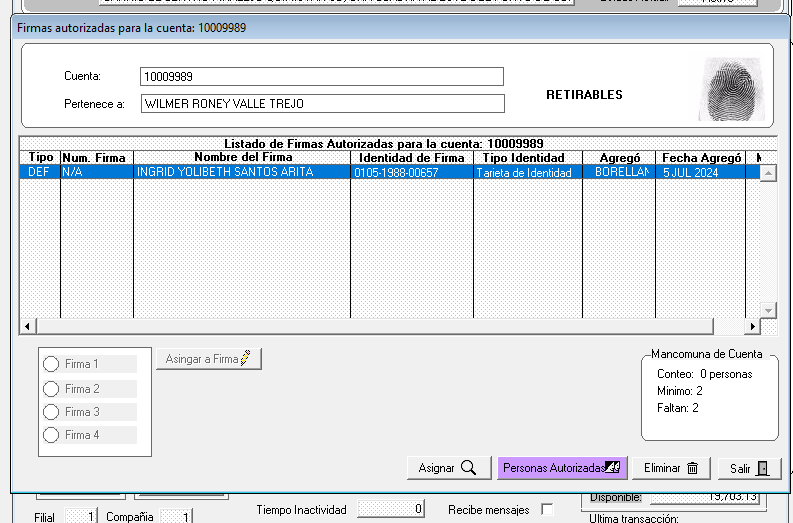 Firmas autorizadas para la cuenta: 10009989
Cuenta: 10009989
Pertenece a: WILMER RONEY VALLE TREJO
RETIRABLES
Listado de Firmas Autorizadas para la cuenta: 10009989
Tipo Num. Firma Nombre del Firma Identidad de Firma Tipo Identidad Agregó Fecha Agregó
DEF N/A INGRID YOLIBETH SANTOS ARITA 0105-1988-00657 Tarjeta de Identidad BORELLAN 5 JUL 2024
Firma 1
Firma 2
Firma 3
Firma 4
Asingar a Firma
Mancomuna de Cuenta
Conteo: 0 personas
Minimo: 2
Faltan: 2
Asignar Personas Autorizadas Eliminar Salir
Disponible: 19,703.13
Filial 1 Compañía 1 Tiempo Inactividad 0 Recibe mensajes
Ultima transacción: